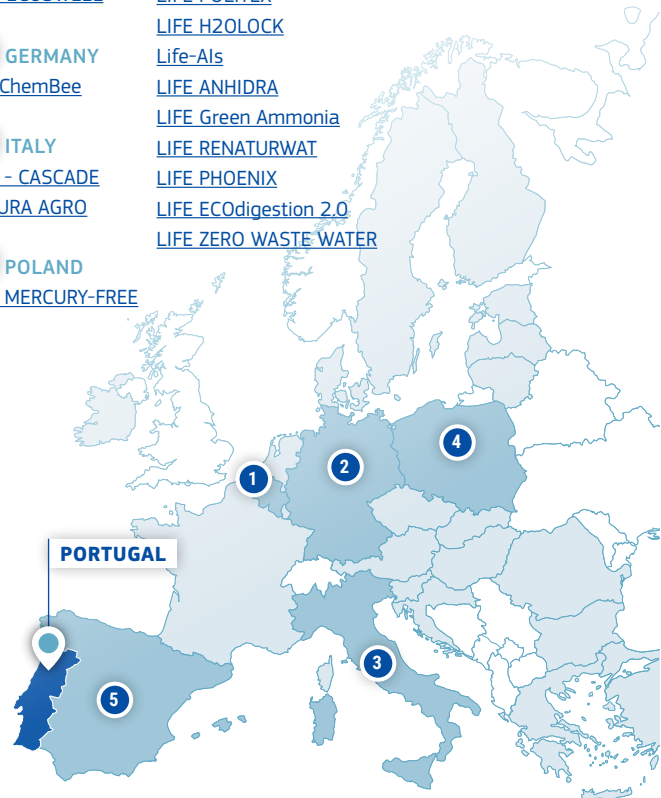 GERMANY
ChemBee
ITALY
- CASCADE
URA AGRO
POLAND
MERCURY-FREE
LIFE H2OLOCK
Life-AIs
LIFE ANHIDRA
LIFE Green Ammonia
LIFE RENATURWAT
LIFE PHOENIX
LIFE ECOdigestion 2.0
LIFE ZERO WASTE WATER
4
2
1
PORTUGAL
3
5